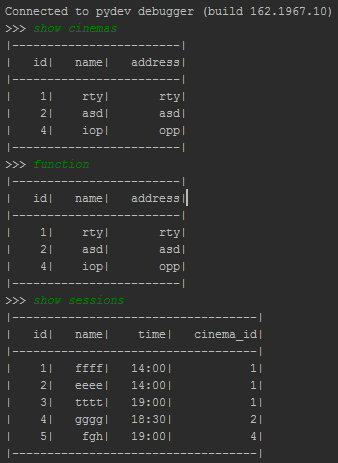 Connected to pydev debugger (build 162.1967.10)
>>> show cinemas
|------------------------|
|   id|   name|   address|
|------------------------|
|    1|    rty|       rty|
|    2|    asd|       asd|
|    4|    iop|       opp|
|------------------------|
>>> function
|------------------------|
|   id|   name|   address|
|------------------------|
|    1|    rty|       rty|
|    2|    asd|       asd|
|    4|    iop|       opp|
|------------------------|
>>> show sessions
|-----------------------------------|
|   id|   name|    time|   cinema_id|
|-----------------------------------|
|    1|   ffff|   14:00|           1|
|    2|   eeee|   14:00|           1|
|    3|   tttt|   19:00|           1|
|    4|   gggg|   18:30|           2|
|    5|    fgh|   19:00|           4|
|-----------------------------------|